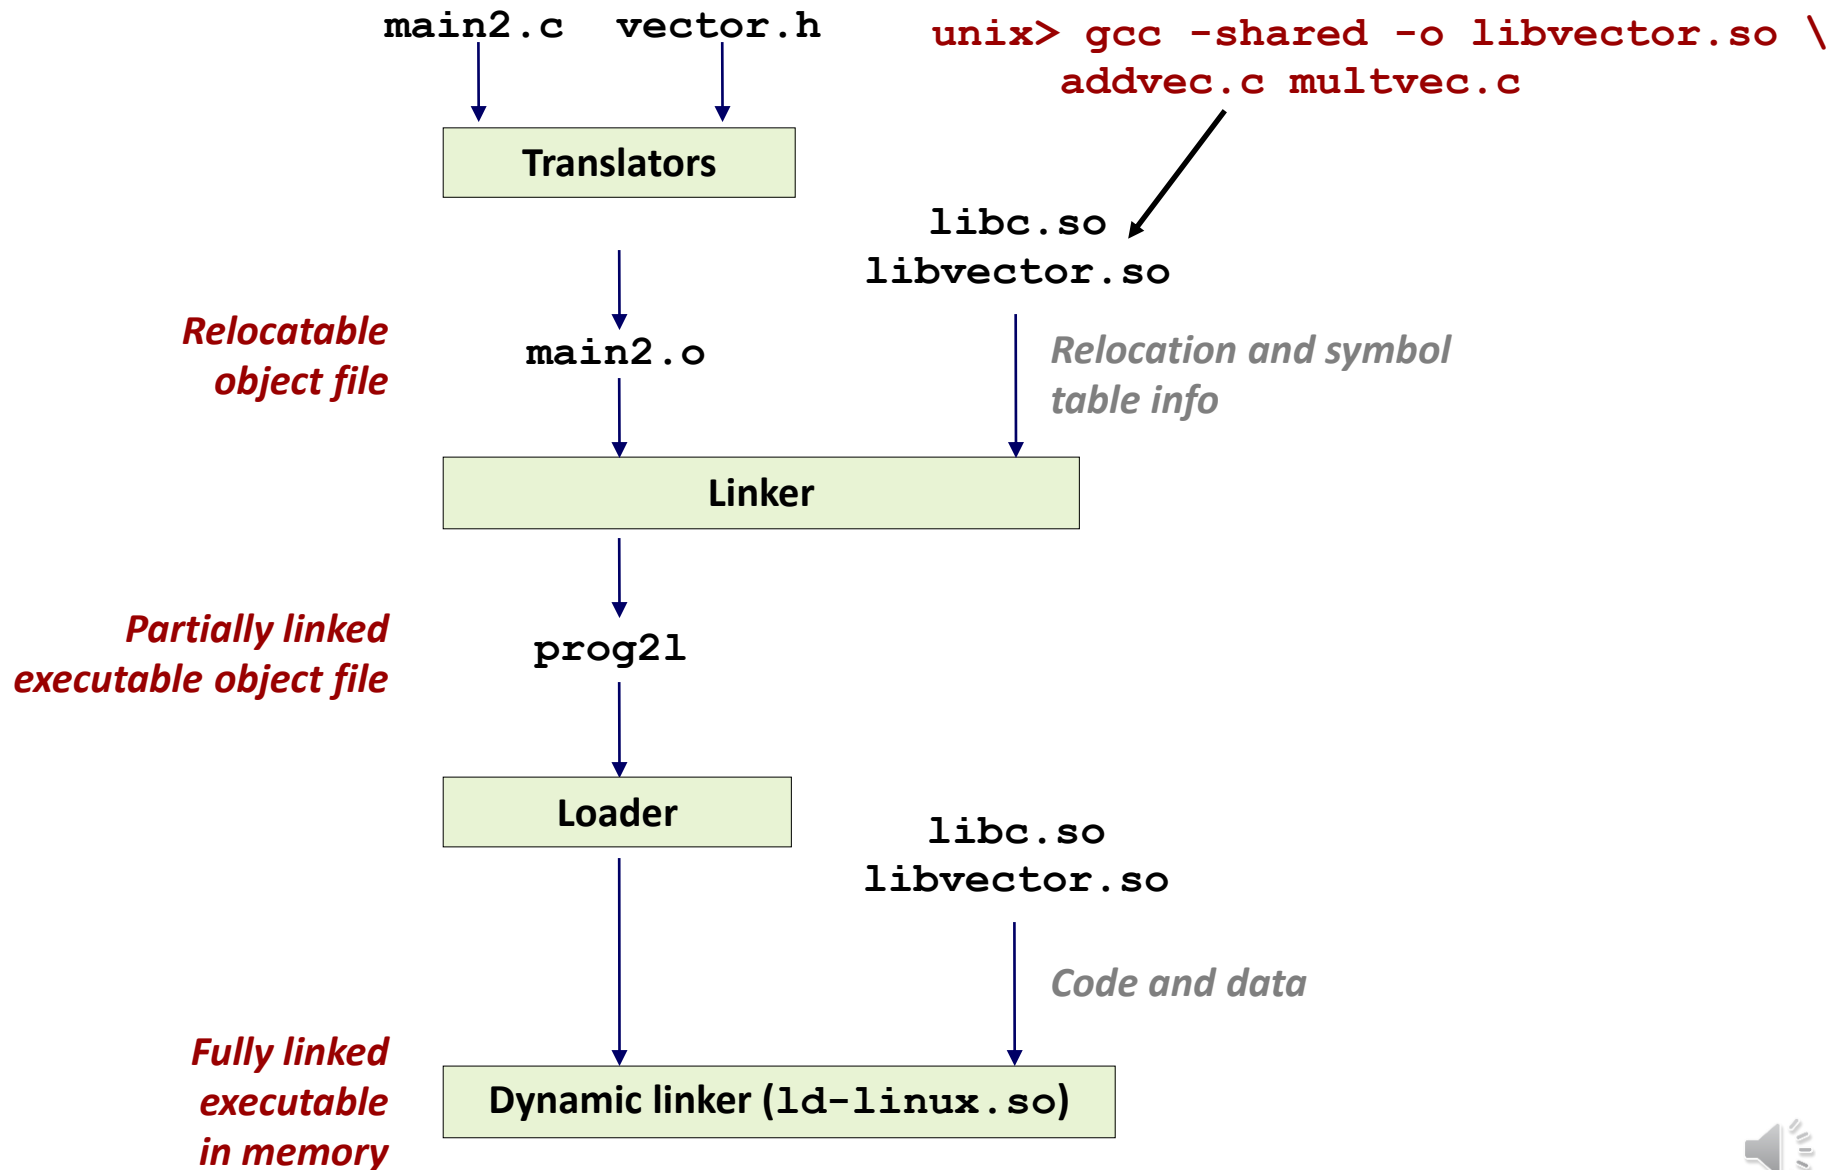 main2.c vector.h
unix> gcc -shared -o libvector.so \
addvec.c multvec.c
Translators
libc.so
libvector.so
Relocatable
object file
main2.o
Relocation and symbol
table info
Linker
Partially linked
executable object file
prog2l
Loader
libc.so
libvector.so
Code and data
Fully linked
executable
in memory
Dynamic linker (ld-linux.so)